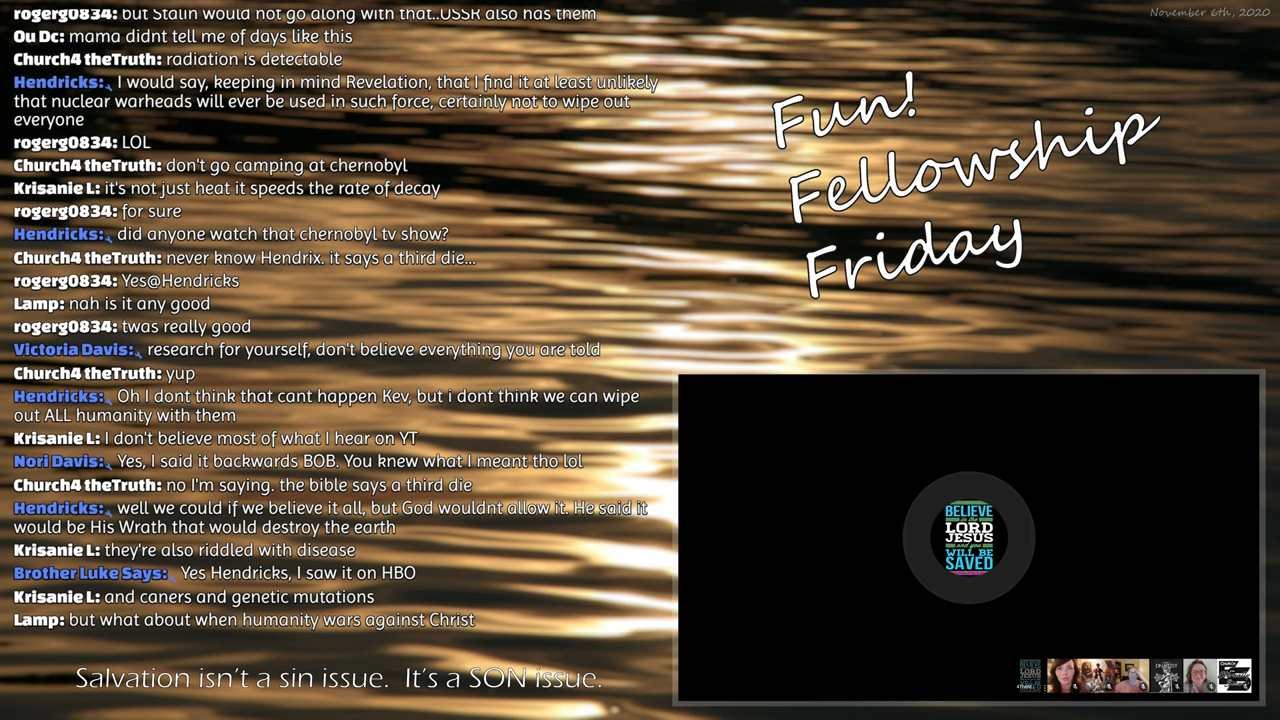 rogerg0834: but Stalin would not go along with that..USSR also has them
Ou Dc: mama didnt tell me of days like this
Church4 theTruth: radiation is detectable
Hendricks: I would say, keeping in mind Revelation, that I find it at least unlikely
that nuclear warheads will ever be used in such force, certainly not to wipe out
everyone
rogerg0834: LOL
Church4 theTruth: don't go camping at chernobyl
Krisanie L: it's not just heat it speeds the rate of decay
rogerg0834: for sure
Hendricks: did anyone watch that chernobyl tv show?
Church4 theTruth: never know Hendrix. it says a third die...
rogerg0834: Yes@Hendricks
Lamp: nah is it any good
rogerg0834: twas really good
Victoria Davis: research for yourself, don't believe everything you are told
Church4 theTruth: yup
Hendricks: Oh I dont think that cant happen Kev, but i dont think we can wipe
out ALL humanity with them
Krisanie L: I don't believe most of what I hear on YT
Nori Davis: Yes, I said it backwards BOB. You knew what I meant tho lol
Church4 theTruth: no I'm saying. the bible says a third die
Hendricks: well we could if we believe it all, but God wouldnt allow it. He said it
would be His Wrath that would destroy the earth
Krisanie L: they're also riddled with disease
Brother Luke Says: Yes Hendricks, I saw it on HBO
Krisanie L: and caners and genetic mutations
Lamp: but what about when humanity wars against Christ
Salvation isn't a sin issue. It's a SON issue.
November 6th, 2020
Fun!
Fellowship
Friday
BELIEVE
in the
LORD
JESUS
and you
WILL BE
SAVED